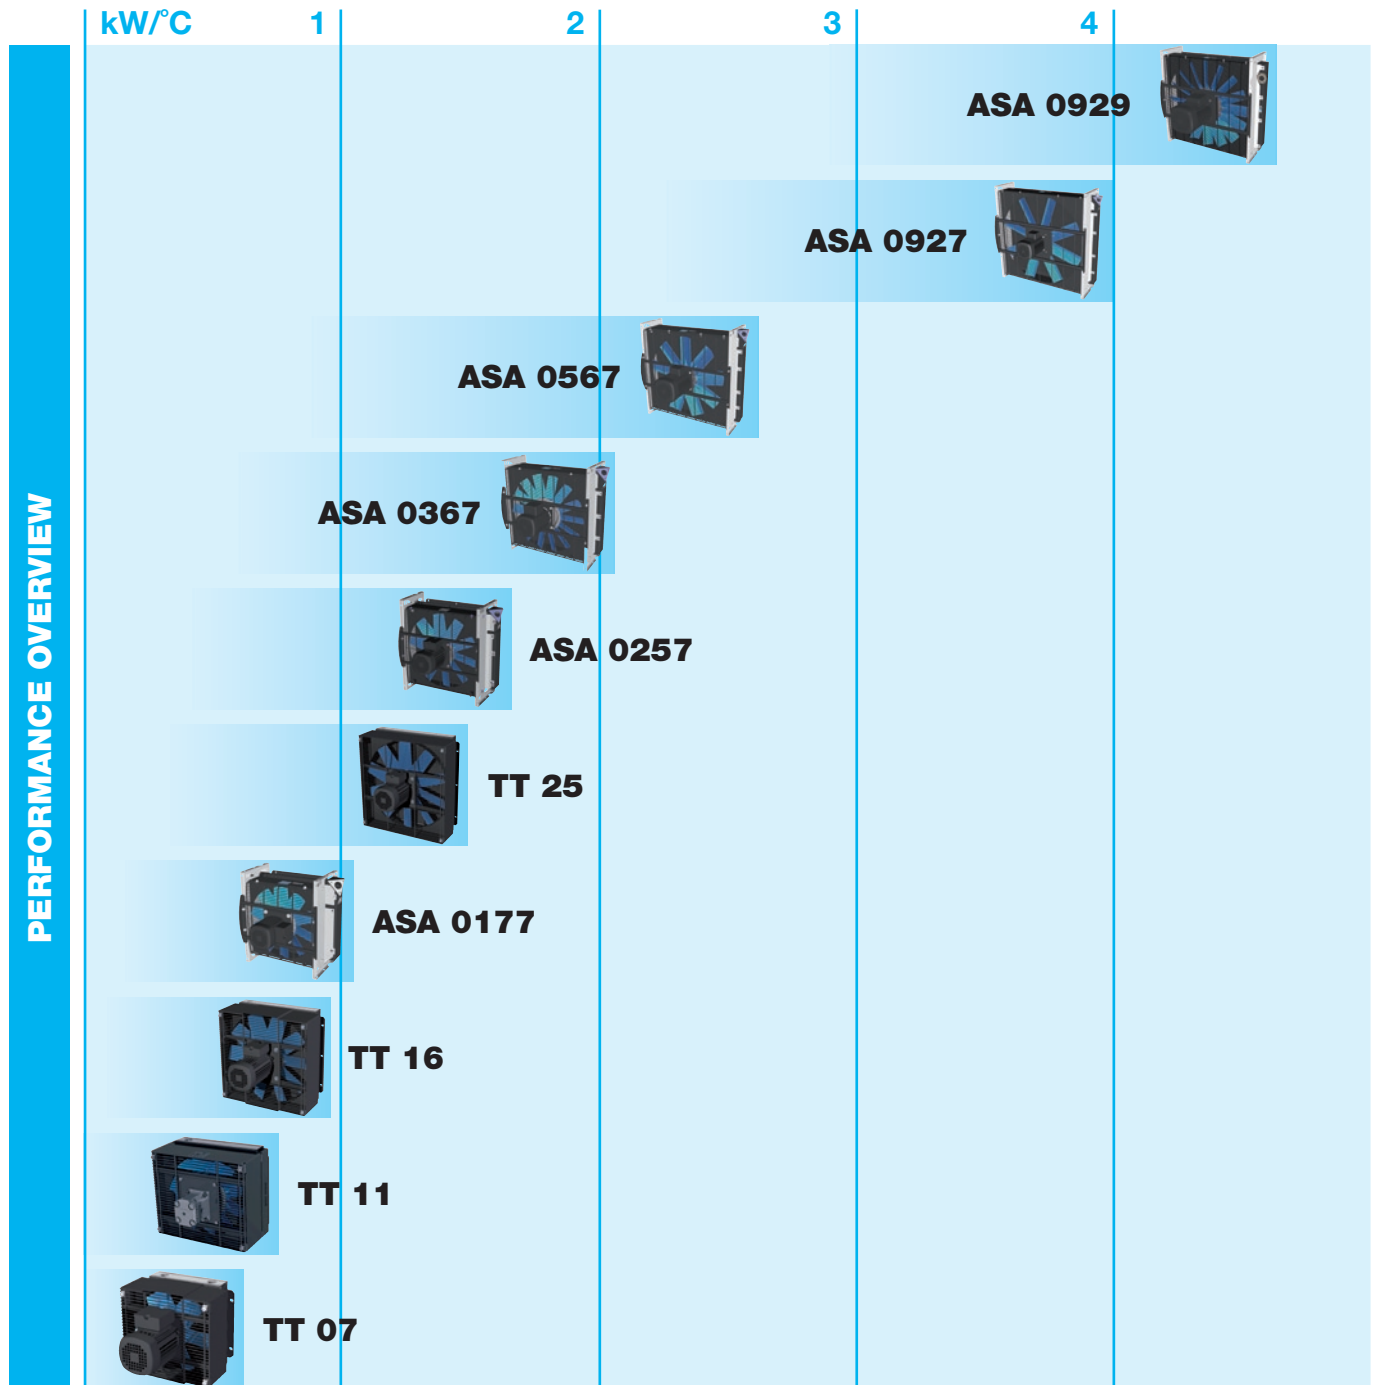 kW/°C 1 2 3 4
PERFORMANCE OVERVIEW
ASA 0929
ASA 0927
ASA 0567
ASA 0367
ASA 0257
TT 25
ASA 0177
TT 16
TT 11
TT 07